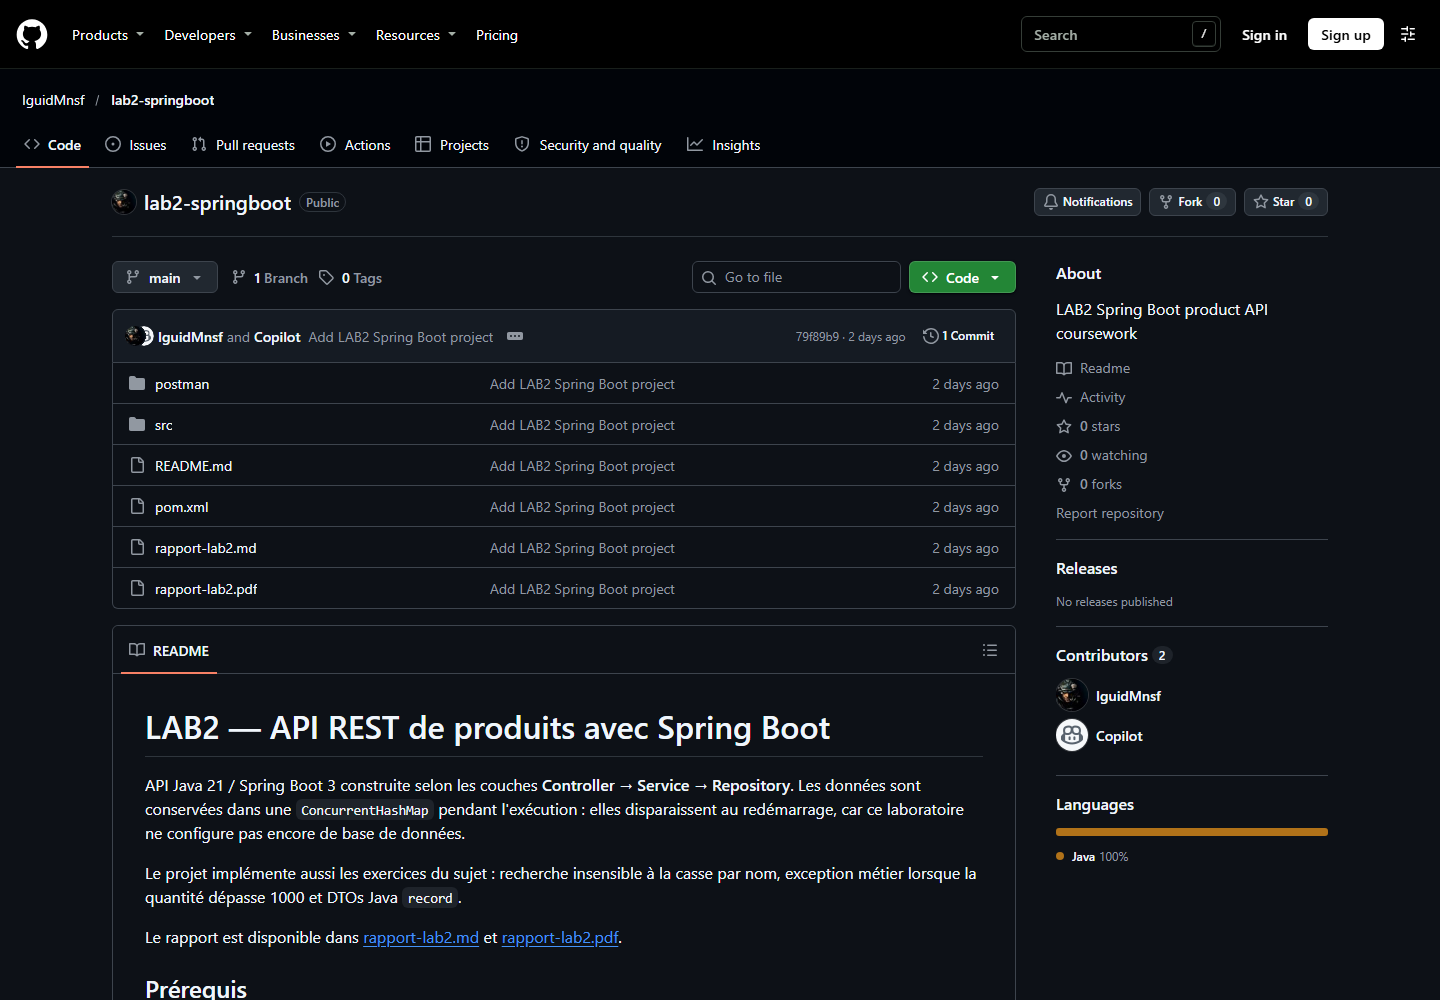 Products Developers Businesses Resources Pricing Search / Sign in Sign up
IguidMnsf / lab2-springboot
Code Issues Pull requests Actions Projects Security and quality Insights
lab2-springboot Public Notifications Fork 0 Star 0
main 1 Branch 0 Tags Go to file Code
IguidMnsf and Copilot Add LAB2 Spring Boot project 79f89b9 · 2 days ago 1 Commit
postman Add LAB2 Spring Boot project 2 days ago
src Add LAB2 Spring Boot project 2 days ago
README.md Add LAB2 Spring Boot project 2 days ago
pom.xml Add LAB2 Spring Boot project 2 days ago
rapport-lab2.md Add LAB2 Spring Boot project 2 days ago
rapport-lab2.pdf Add LAB2 Spring Boot project 2 days ago
README
LAB2 — API REST de produits avec Spring Boot
API Java 21 / Spring Boot 3 construite selon les couches Controller → Service → Repository. Les données sont
conservées dans une ConcurrentHashMap pendant l'exécution : elles disparaissent au redémarrage, car ce laboratoire
ne configure pas encore de base de données.
Le projet implémente aussi les exercices du sujet : recherche insensible à la casse par nom, exception métier lorsque la
quantité dépasse 1000 et DTOs Java record.
Le rapport est disponible dans rapport-lab2.md et rapport-lab2.pdf.
Prérequis
About
LAB2 Spring Boot product API
coursework
Readme
Activity
0 stars
0 watching
0 forks
Report repository
Releases
No releases published
Contributors 2
IguidMnsf
Copilot
Languages
Java 100%